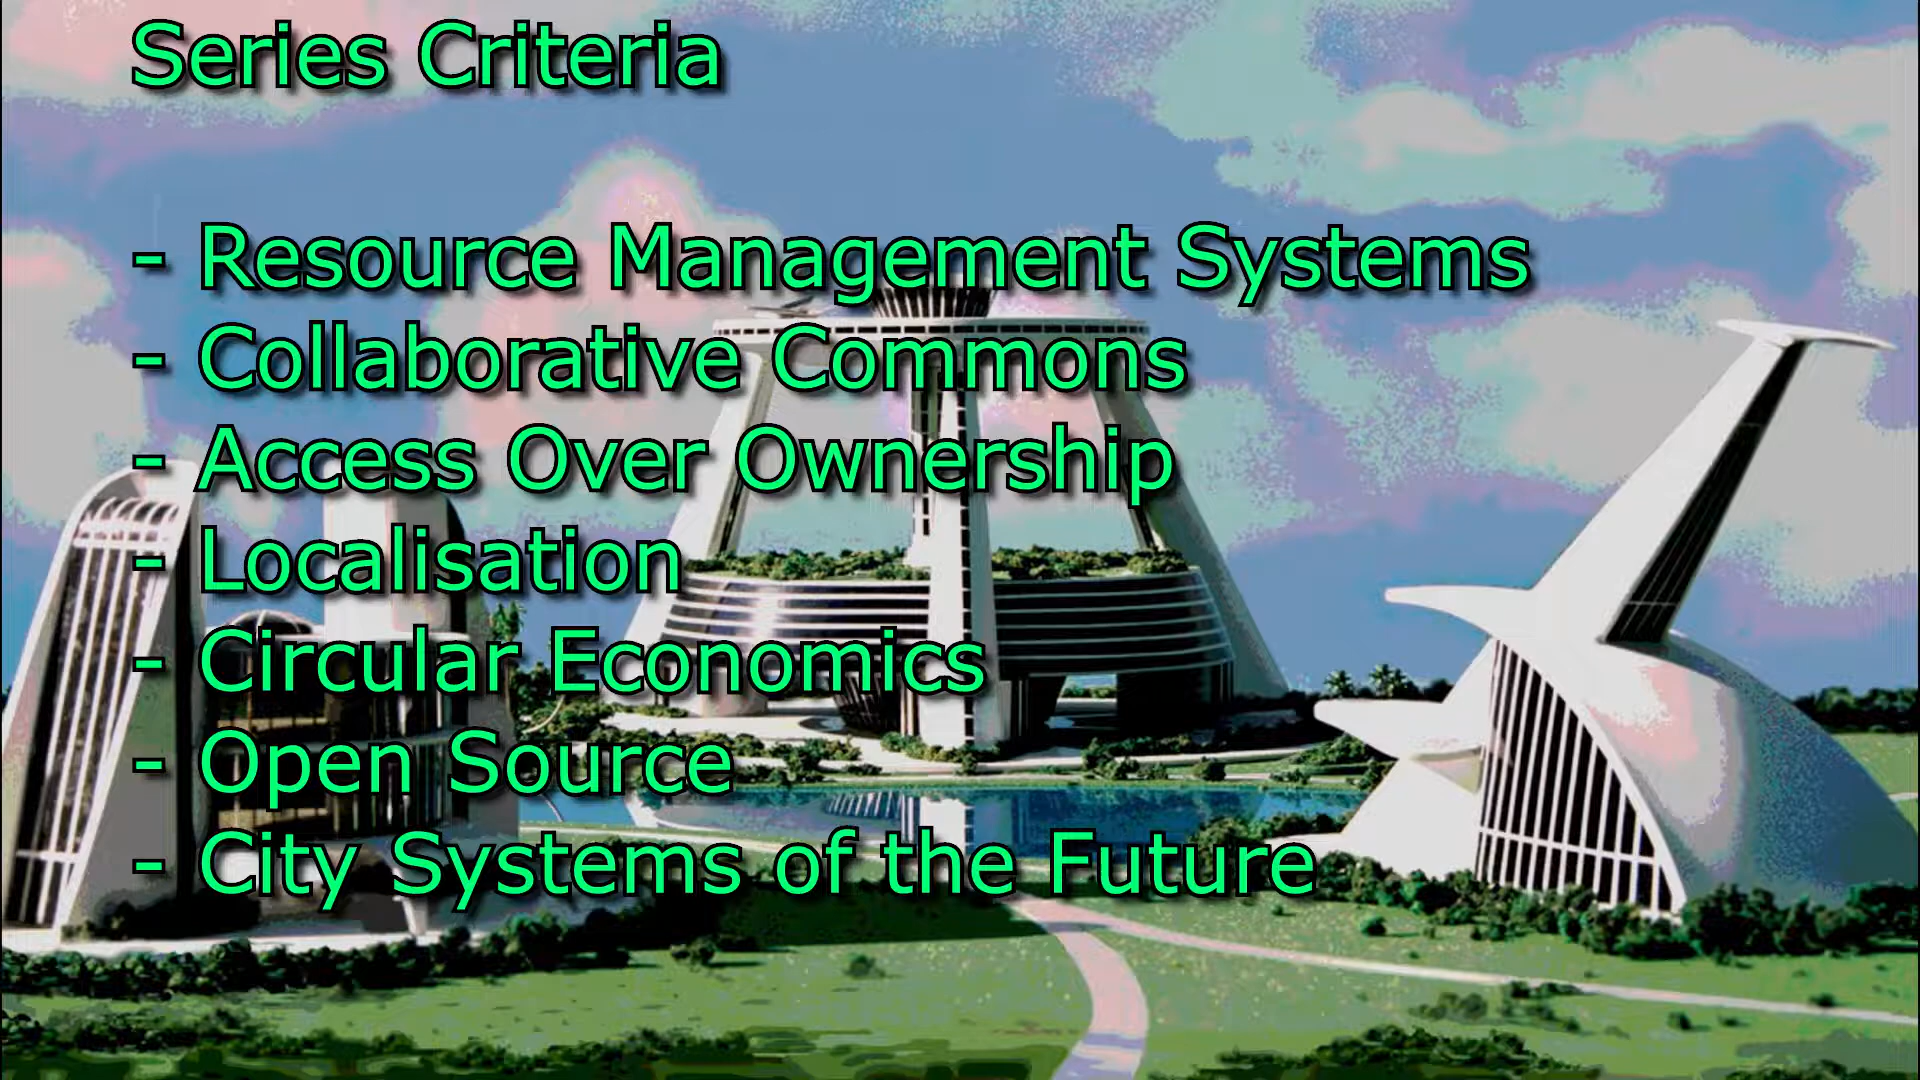 Series Criteria
- Resource Management Systems
- Collaborative Commons
- Access Over Ownership
- Localisation
- Circular Economics
- Open Source
- City Systems of the Future